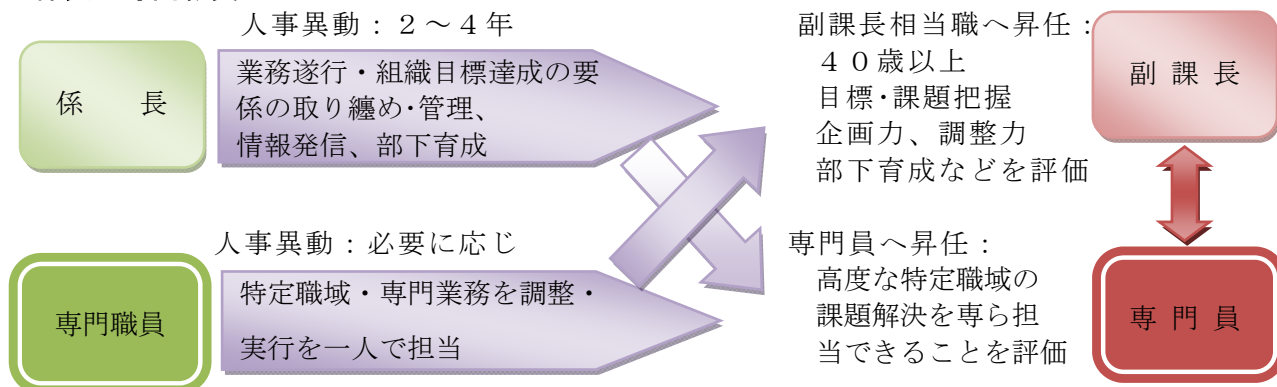 人事異動：２～４年
係　　長
業務遂行・組織目標達成の要
係の取り纏め・管理、
情報発信、部下育成
副課長相当職へ昇任：
４０歳以上
目標・課題把握
企画力、調整力
部下育成などを評価
副 課 長
人事異動：必要に応じ
専門職員
特定職域・専門業務を調整・
実行を一人で担当
専門員へ昇任：
高度な特定職域の
課題解決を専ら担
当できることを評価
専 門 員